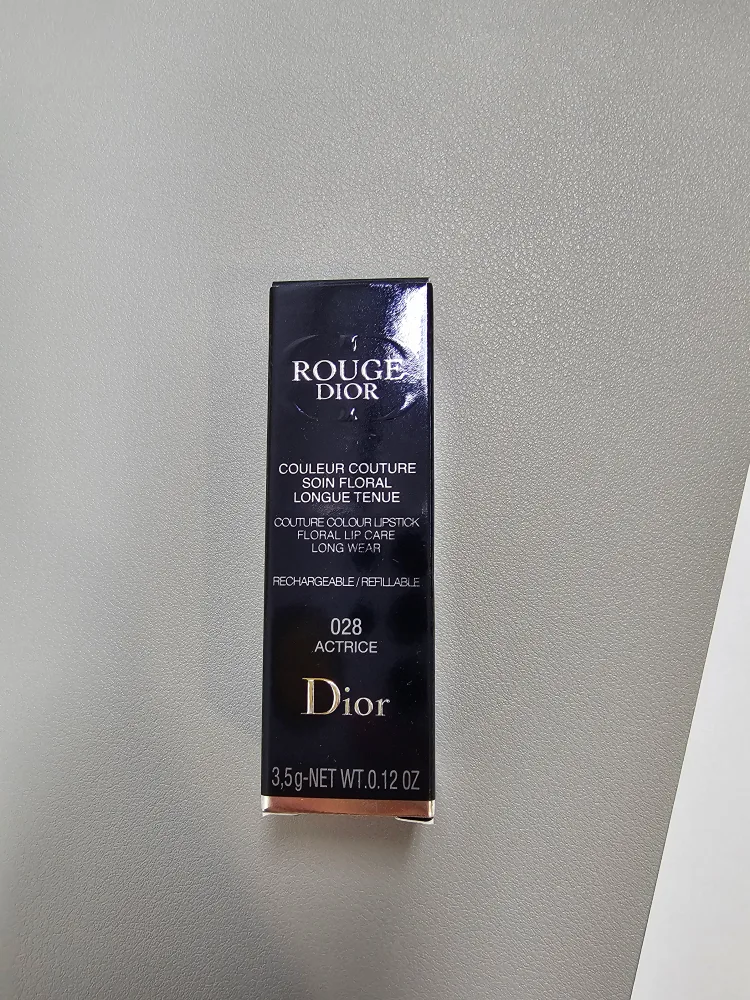 ROUGE
DIOR
COULEUR COUTURE
SOIN FLORAL
LONGUE TENUE
COUTURE COLOUR LIPSTICK
FLORAL LIP CARE
LONG WEAR
RECHARGEABLE / REFILLABLE
028
ACTRICE
Dior
3,5g-NET WT.0.12 OZ